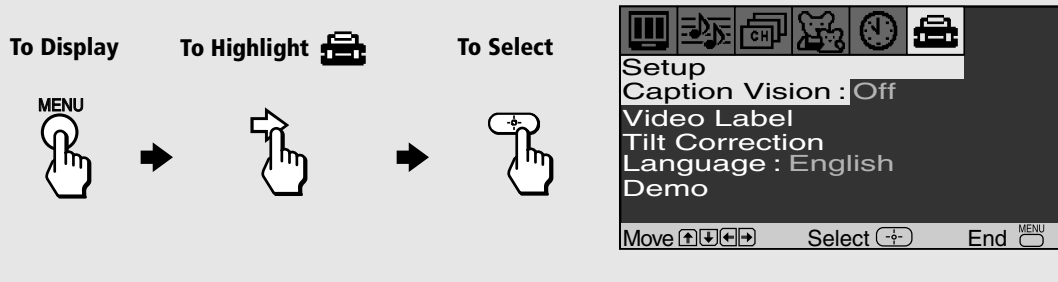 To Display
To Highlight
To Select
MENU
CH
Setup
Caption Vision : Off
Video Label
Tilt Correction
Language : English
Demo
Move Select End MENU